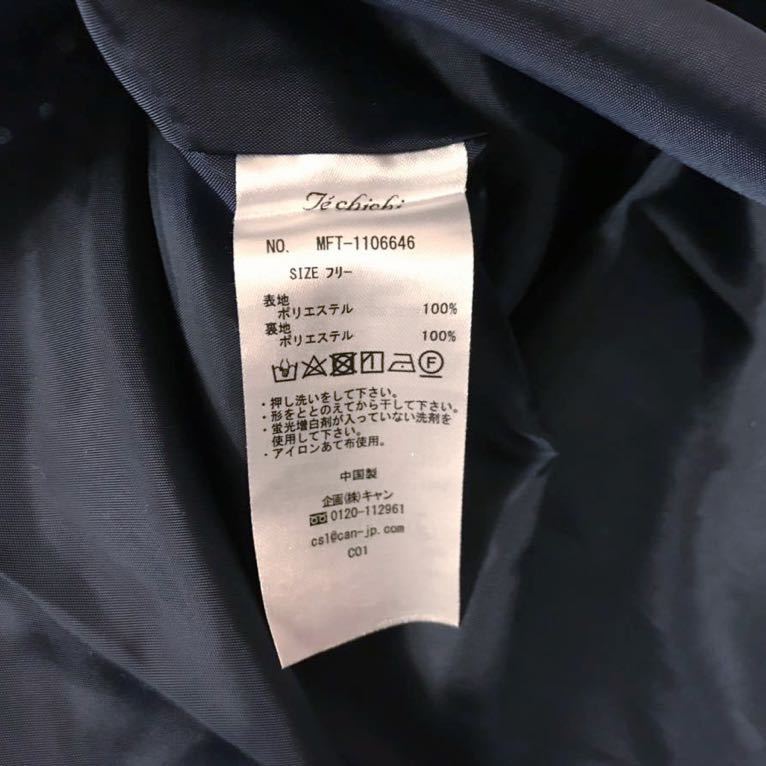 Té chichi
NO. MFT-1106646
SIZE フリー
表地
ポリエステル 100%
裏地
ポリエステル 100%
・押し洗いをして下さい。
・形をととのえてから干して下さい。
・蛍光増白剤が入っていない洗剤を
使用して下さい。
・アイロンあて布使用。
中国製
企画(株)キャン
0120-112961
csl@can-jp.com
C01